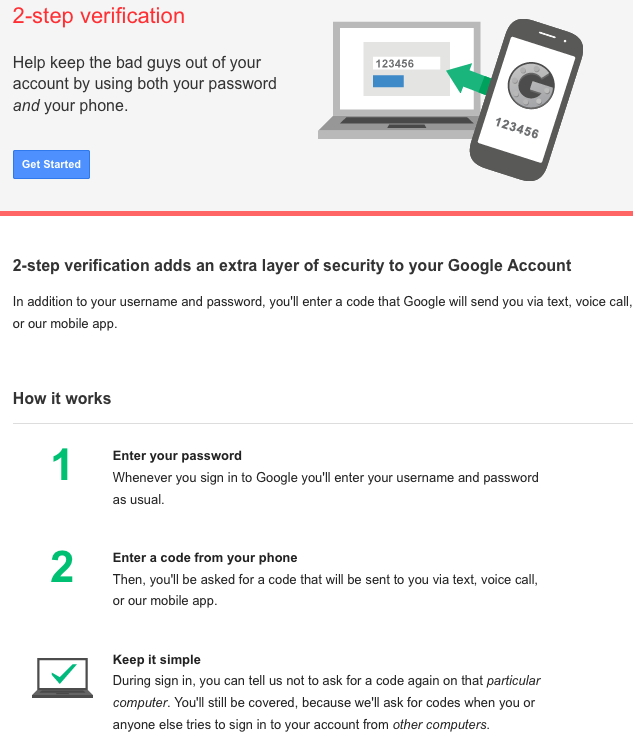 2-step verification
Help keep the bad guys out of your
account by using both your password
and your phone.
Get Started
123456
123456
2-step verification adds an extra layer of security to your Google Account
In addition to your username and password, you'll enter a code that Google will send you via text, voice call,
or our mobile app.
How it works
1
Enter your password
Whenever you sign in to Google you'll enter your username and password
as usual.
2
Enter a code from your phone
Then, you'll be asked for a code that will be sent to you via text, voice call,
or our mobile app.
Keep it simple
During sign in, you can tell us not to ask for a code again on that particular
computer. You'll still be covered, because we'll ask for codes when you or
anyone else tries to sign in to your account from other computers.